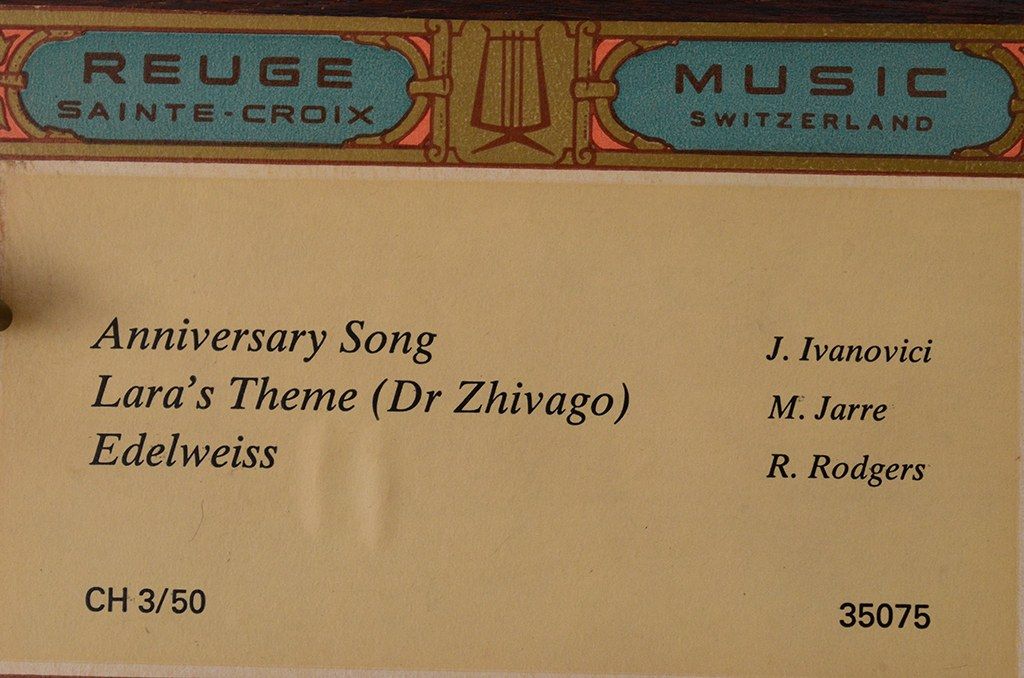 REUGE MUSIC
SAINTE-CROIX SWITZERLAND
Anniversary Song J. Ivanovici
Lara's Theme (Dr Zhivago) M. Jarre
Edelweiss R. Rodgers
CH 3/50 35075